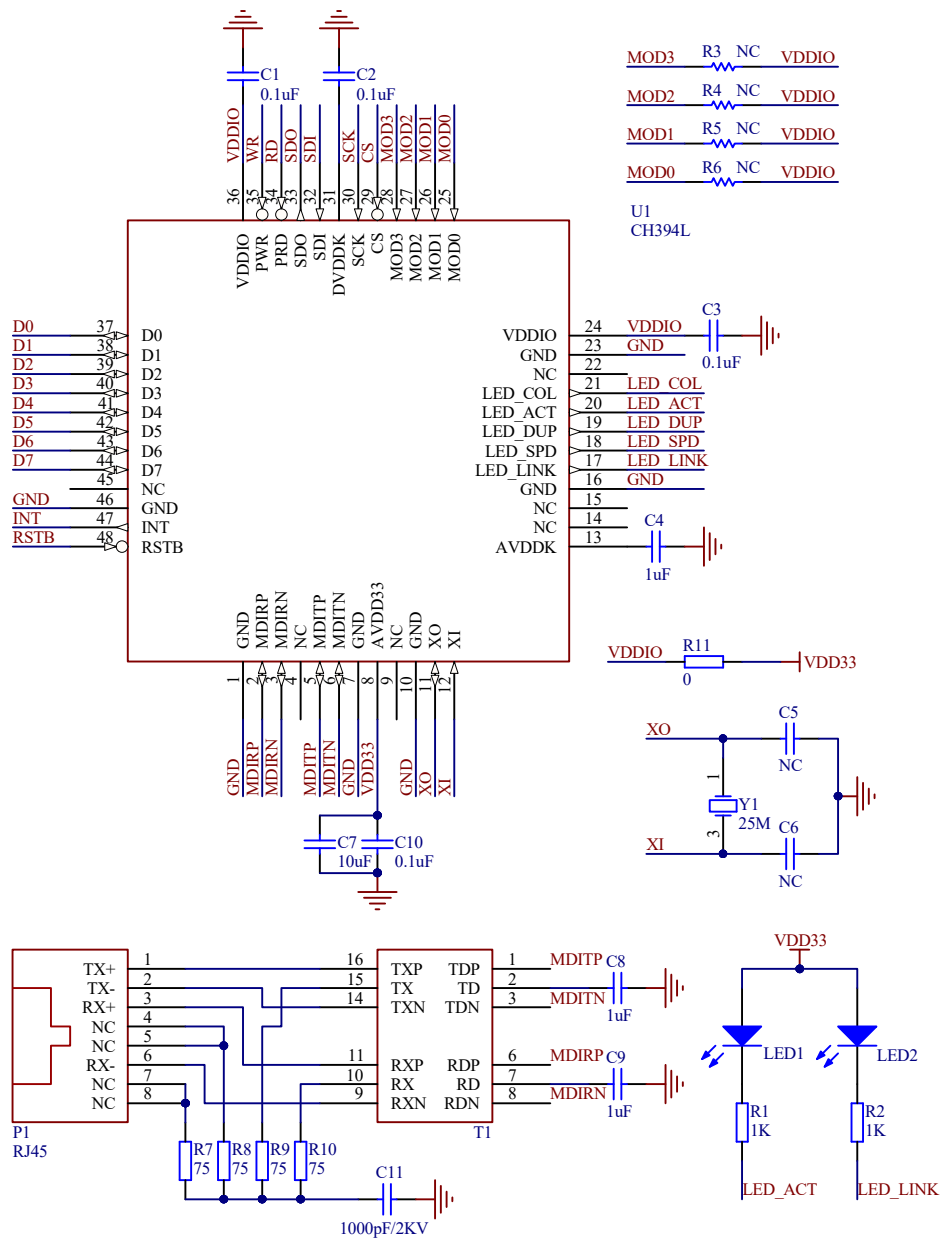 C1
0.1uF
C2
0.1uF
MOD3 R3 NC VDDIO
MOD2 R4 NC VDDIO
MOD1 R5 NC VDDIO
MOD0 R6 NC VDDIO
U1
CH394L
VDDIO WR RD SDO SDI SCK CS MOD3 MOD2 MOD1 MOD0
36 35 34 33 32 31 30 29 28 27 26 25
VDDIO PWR PRD SDO SDI DVDDK SCK CS MOD3 MOD2 MOD1 MOD0
D0 37 D0
D1 38 D1
D2 39 D2
D3 40 D3
D4 41 D4
D5 42 D5
D6 43 D6
D7 44 D7
45 NC
GND 46 GND
INT 47 INT
RSTB 48 RSTB
VDDIO 24 VDDIO
GND 23 GND
NC 22
LED_COL 21 LED_COL
LED_ACT 20 LED_ACT
LED_DUP 19 LED_DUP
LED_SPD 18 LED_SPD
LED_LINK 17 LED_LINK
GND 16 GND
NC 15
NC 14
AVDDK 13
C3
0.1uF
C4
1uF
GND MDIRP MDIRN NC MDITP MDITN GND AVDD33 NC GND XO XI
1 2 3 4 5 6 7 8 9 10 11 12
GND MDIRP MDIRN MDITP MDITN GND VDD33 GND XO XI
C7
10uF
C10
0.1uF
VDDIO R11 VDD33
0
XO
C5
NC
1
Y1
25M
3
XI
C6
NC
TX+ 1
TX- 2
RX+ 3
NC 4
NC 5
RX- 6
NC 7
NC 8
P1
RJ45
16 TXP TDP 1 MDITP
15 TX TD 2
14 TXN TDN 3 MDITN
11 RXP RDP 6 MDIRP
10 RX RD 7
9 RXN RDN 8 MDIRN
T1
C8
1uF
C9
1uF
R7
75
R8
75
R9
75
R10
75
C11
1000pF/2KV
VDD33
LED1
LED2
R1
1K
R2
1K
LED_ACT
LED_LINK